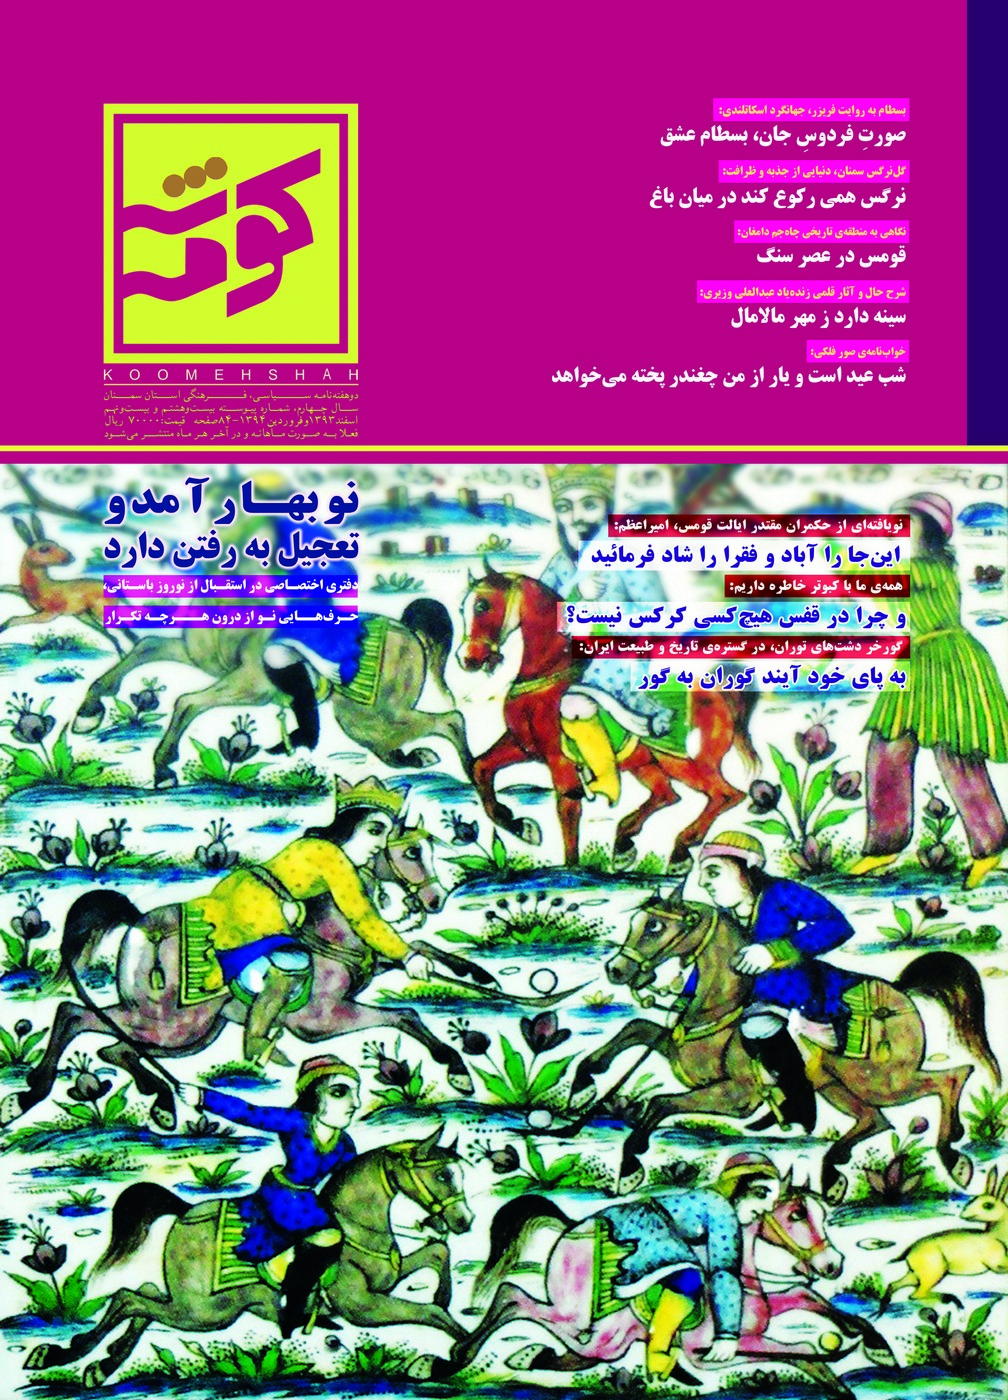 بسطام به روایت فریزر، جهانگرد اسکاتلندی:
صورتِ فردوسِ جان، بسطام عشق
گل‌نرگس سمنان، دنیایی از جذبه و ظرافت:
نرگس همی رکوع کند در میان باغ
نگاهی به منطقه‌ی تاریخی چاه‌جم دامغان:
قومس در عصر سنگ
شرح حال و آثار قلمی زنده‌یاد عبدالعلی وزیری:
سینه دارد ز مهر مالامال
خواب‌نامه‌ی صور فلکی:
شب عید است و یار از من چغندر پخته می‌خواهد
کومش
KOOMEHSHAH
دوهفته‌نامه سیاسی، فرهنگی استان سمنان
سال چهارم، شماره پیوسته بیست‌وهشتم و بیست‌ونهم
اسفند۱۳۹۳وفروردین۱۳۹۴-۸۴صفحه قیمت:۷۰۰۰۰ ریال
فعلا به صورت ماهانه و در آخر هر ماه منتشر می‌شود
نوبهار آمد و
تعجیل به رفتن دارد
دفتری اختصاصی در استقبال از نوروز باستانی،
حرف‌هایی نو از درون هرچه تکرار
نویافته‌ای از حکمران مقتدر ایالت قومس، امیراعظم:
این‌جا را آباد و فقرا را شاد فرمائید
همه‌ی ما با کبوتر خاطره داریم:
و چرا در قفس هیچ‌کسی کرکس نیست؟
گورخر دشت‌های توران، در گستره‌ی تاریخ و طبیعت ایران:
به پای خود آیند گوران به گور